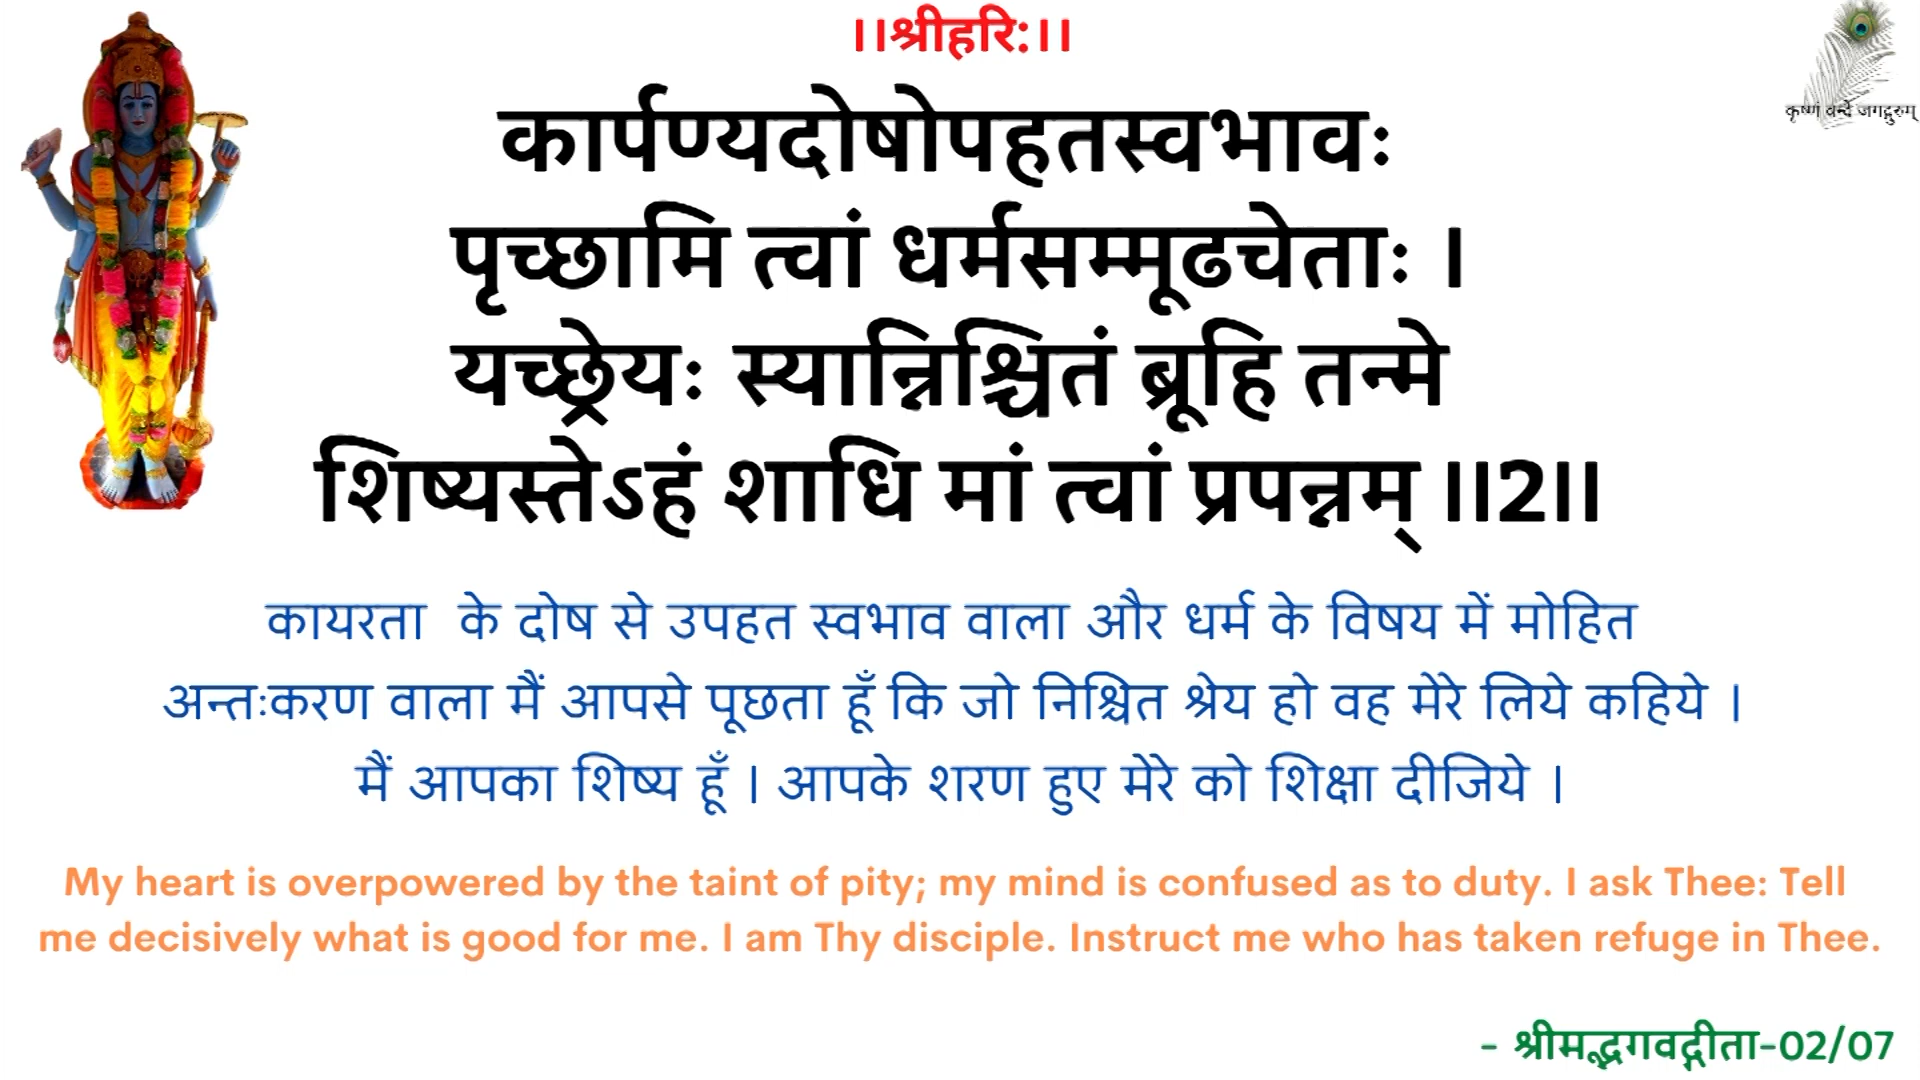 ।।श्रीहरि:।।
कृष्णं वन्दे जगद्गुरुम्
कार्पण्यदोषोपहतस्वभावः
पृच्छामि त्वां धर्मसम्मूढचेताः ।
यच्छ्रेयः स्यान्निश्चितं ब्रूहि तन्मे
शिष्यस्तेऽहं शाधि मां त्वां प्रपन्नम् ।।2।।
कायरता के दोष से उपहत स्वभाव वाला और धर्म के विषय में मोहित
अन्तःकरण वाला मैं आपसे पूछता हूँ कि जो निश्चित श्रेय हो वह मेरे लिये कहिये ।
मैं आपका शिष्य हूँ । आपके शरण हुए मेरे को शिक्षा दीजिये ।
My heart is overpowered by the taint of pity; my mind is confused as to duty. I ask Thee: Tell
me decisively what is good for me. I am Thy disciple. Instruct me who has taken refuge in Thee.
- श्रीमद्भगवद्गीता-02/07